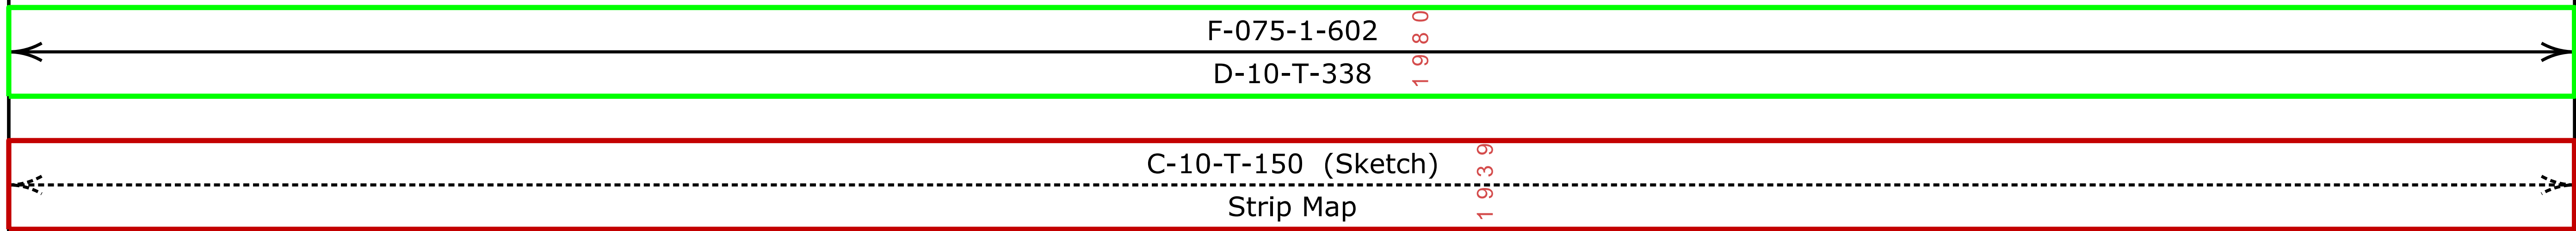 F-075-1-602
D-10-T-338
1980
C-10-T-150 (Sketch)
Strip Map
1939